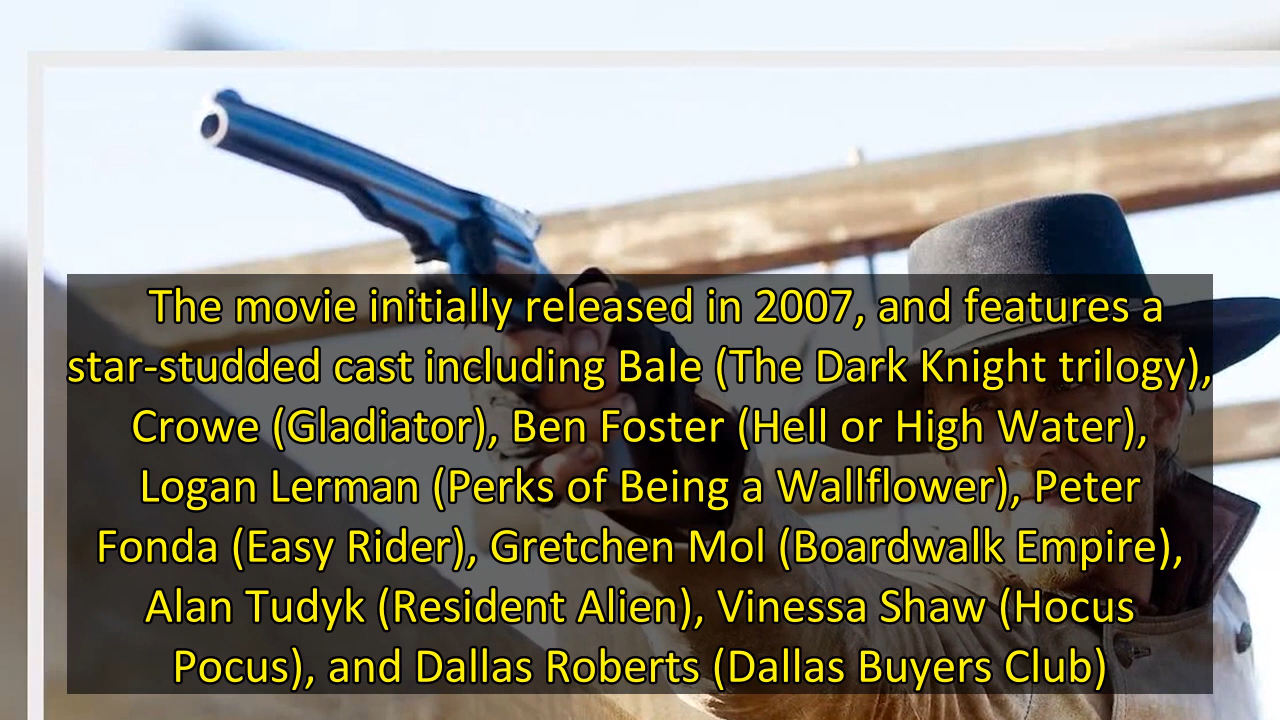 The movie initially released in 2007, and features a
star-studded cast including Bale (The Dark Knight trilogy),
Crowe (Gladiator), Ben Foster (Hell or High Water),
Logan Lerman (Perks of Being a Wallflower), Peter
Fonda (Easy Rider), Gretchen Mol (Boardwalk Empire),
Alan Tudyk (Resident Alien), Vinessa Shaw (Hocus
Pocus), and Dallas Roberts (Dallas Buyers Club)